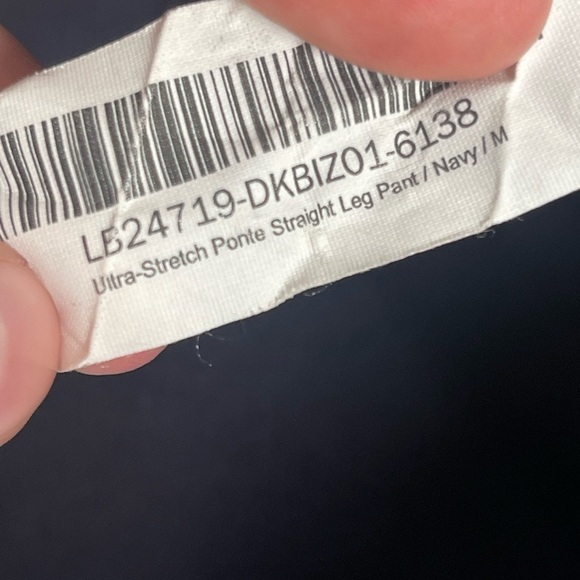 LB24719-DKBIZ01-6138
Ultra-Stretch Ponte Straight Leg Pant / Navy / M